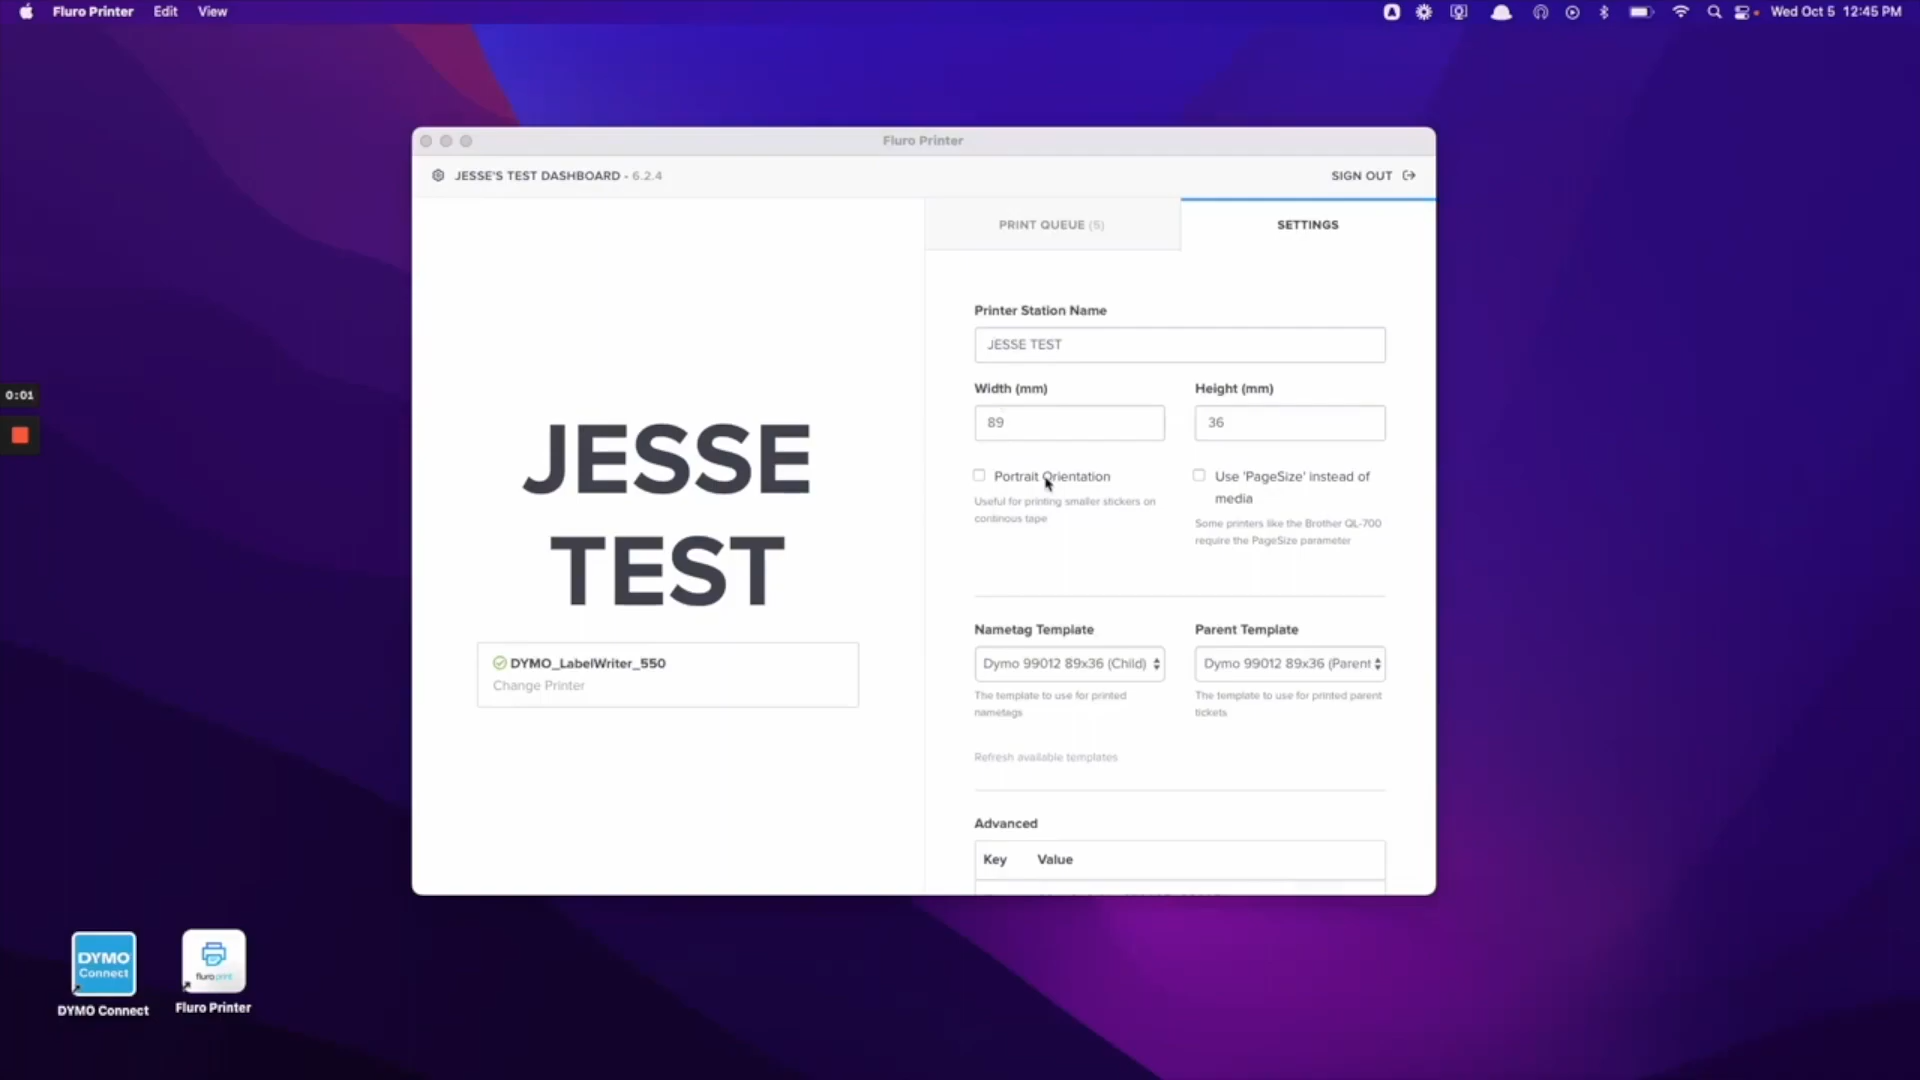 Fluro Printer Edit View
Wed Oct 5 12:45 PM
Fluro Printer
JESSE'S TEST DASHBOARD - 6.2.4
SIGN OUT
PRINT QUEUE (5)
SETTINGS
0:01
JESSE
TEST
DYMO_LabelWriter_550
Change Printer
Printer Station Name
JESSE TEST
Width (mm)
Height (mm)
89
36
Portrait Orientation
Useful for printing smaller stickers on
continous tape
Use 'PageSize' instead of
media
Some printers like the Brother QL-700
require the PageSize parameter
Nametag Template
Parent Template
Dymo 99012 89x36 (Child)
Dymo 99012 89x36 (Parent
The template to use for printed
nametags
The template to use for printed parent
tickets
Refresh available templates
Advanced
Key Value
DYMO
Connect
DYMO Connect
fluro print
Fluro Printer